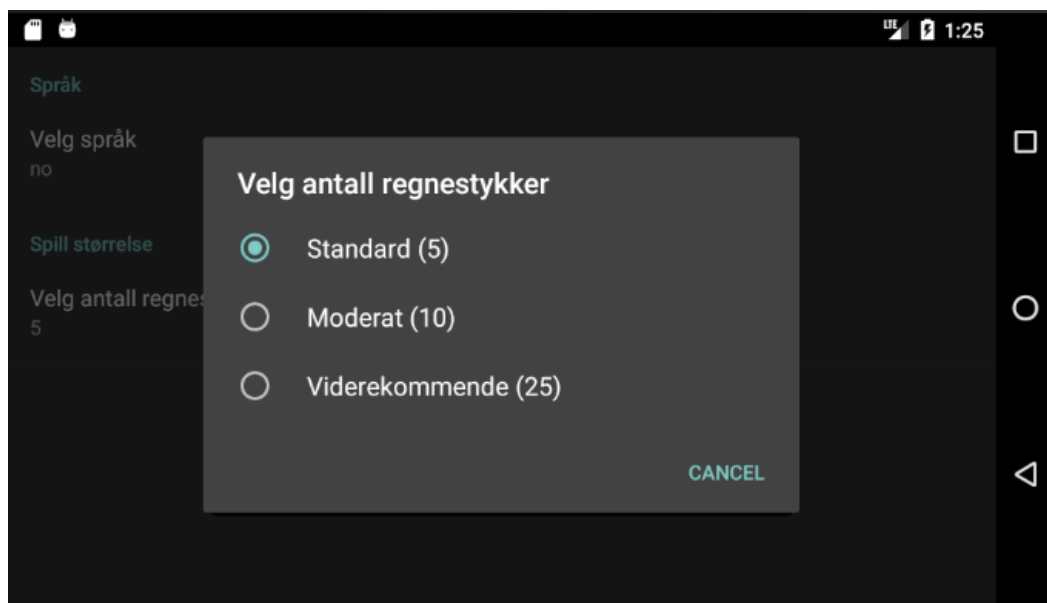 LTE 1:25
Språk
Velg språk
no
Velg antall regnestykker
Standard (5)
Spill størrelse
Velg antall regnes
5
Moderat (10)
Viderekommende (25)
CANCEL